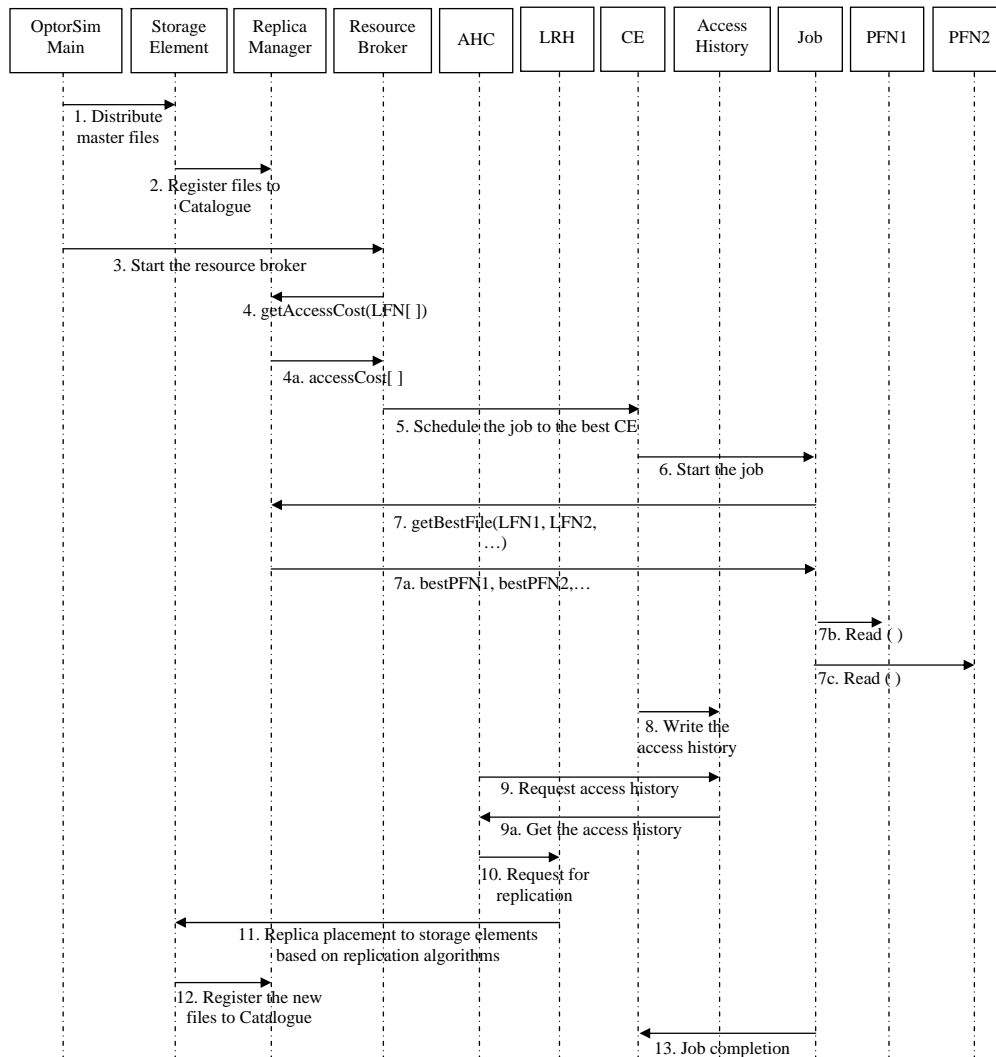 OptorSim
Main
Storage
Element
Replica
Manager
Resource
Broker
AHC
LRH
CE
Access
History
Job
PFN1
PFN2
1. Distribute
master files
2. Register files to
Catalogue
3. Start the resource broker
4. getAccessCost(LFN[ ])
4a. accessCost[ ]
5. Schedule the job to the best CE
6. Start the job
7. getBestFile(LFN1, LFN2,
…)
7a. bestPFN1, bestPFN2,…
7b. Read ( )
7c. Read ( )
8. Write the
access history
9. Request access history
9a. Get the access history
10. Request for
replication
11. Replica placement to storage elements
based on replication algorithms
12. Register the new
files to Catalogue
13. Job completion